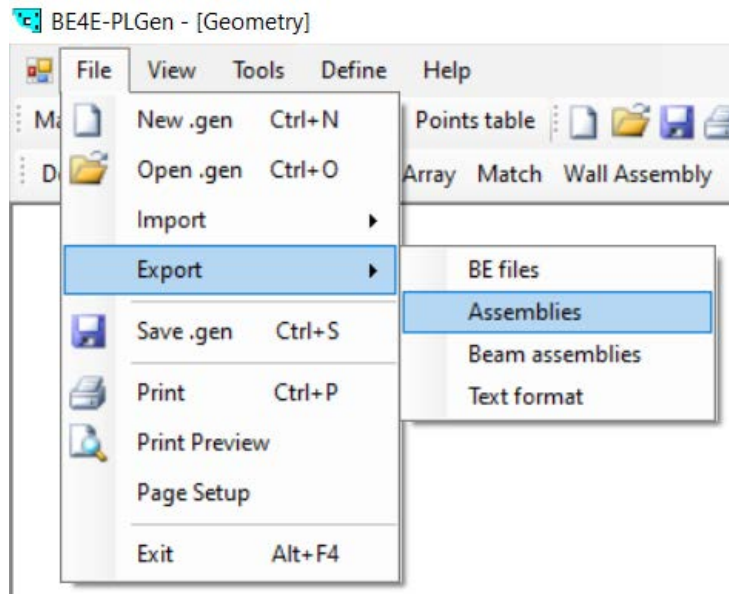 BE4E-PLGen - [Geometry]
File View Tools Define Help
Points table
Array Match Wall Assembly
New .gen Ctrl+N
Open .gen Ctrl+O
Import
Export
Save .gen Ctrl+S
Print Ctrl+P
Print Preview
Page Setup
Exit Alt+F4
BE files
Assemblies
Beam assemblies
Text format